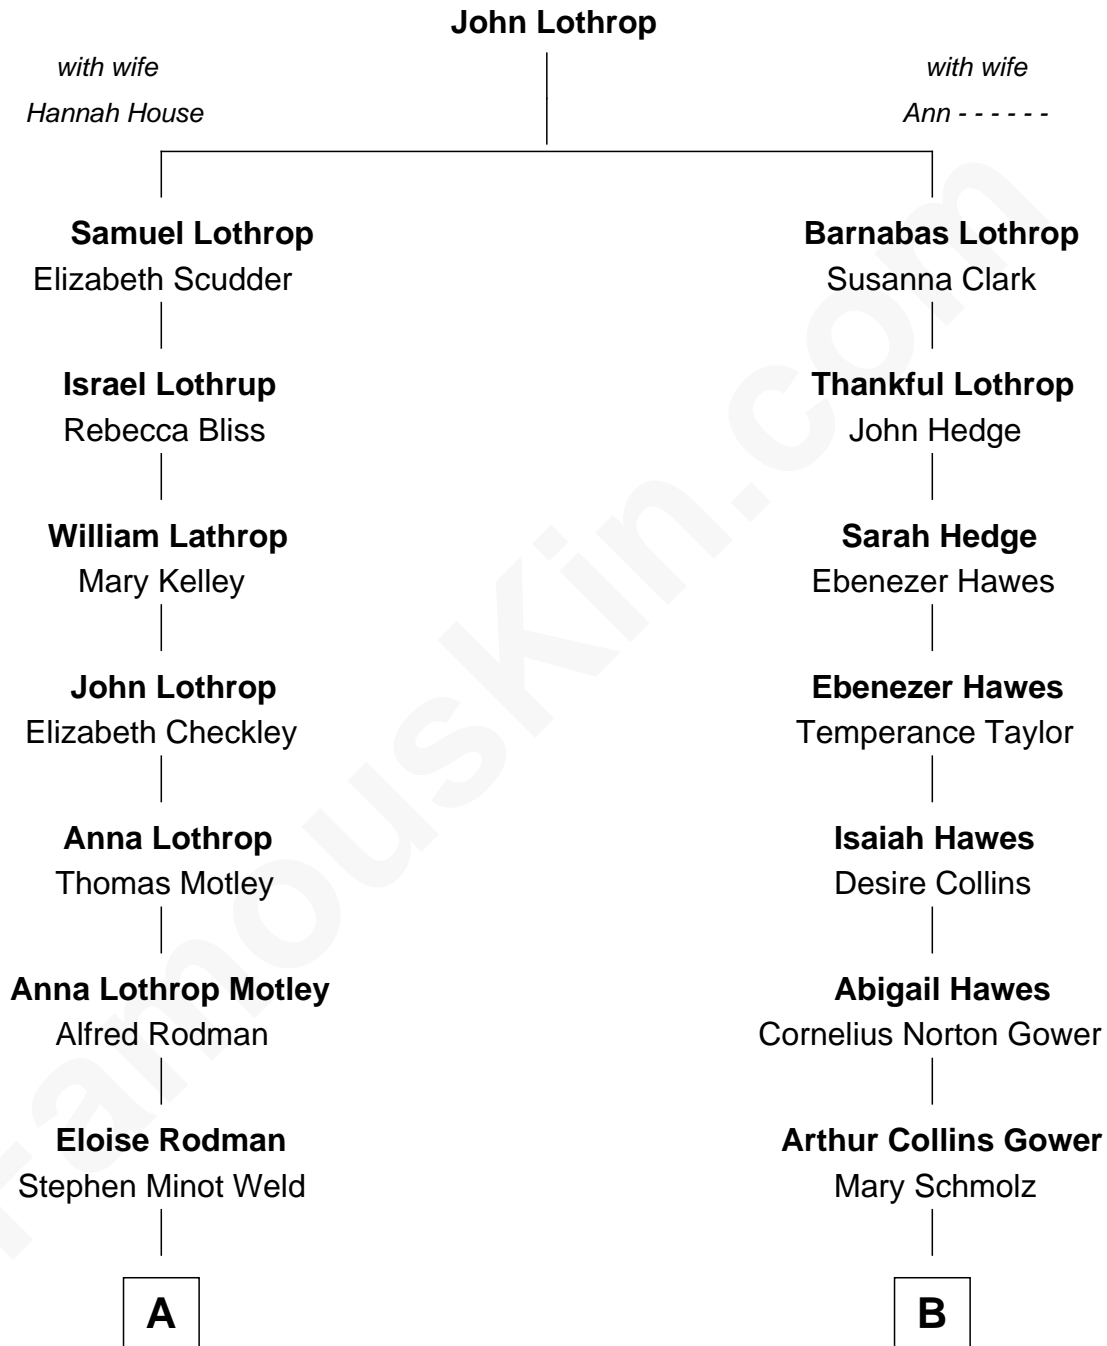 John Lothrop
with wife
Hannah House
with wife
Ann - - - - - -
Samuel Lothrop
Elizabeth Scudder
Barnabas Lothrop
Susanna Clark
Israel Lothrup
Rebecca Bliss
Thankful Lothrop
John Hedge
William Lathrop
Mary Kelley
Sarah Hedge
Ebenezer Hawes
John Lothrop
Elizabeth Checkley
Ebenezer Hawes
Temperance Taylor
Anna Lothrop
Thomas Motley
Isaiah Hawes
Desire Collins
Anna Lothrop Motley
Alfred Rodman
Abigail Hawes
Cornelius Norton Gower
Eloise Rodman
Stephen Minot Weld
Arthur Collins Gower
Mary Schmolz
A
B
FamousKin.com